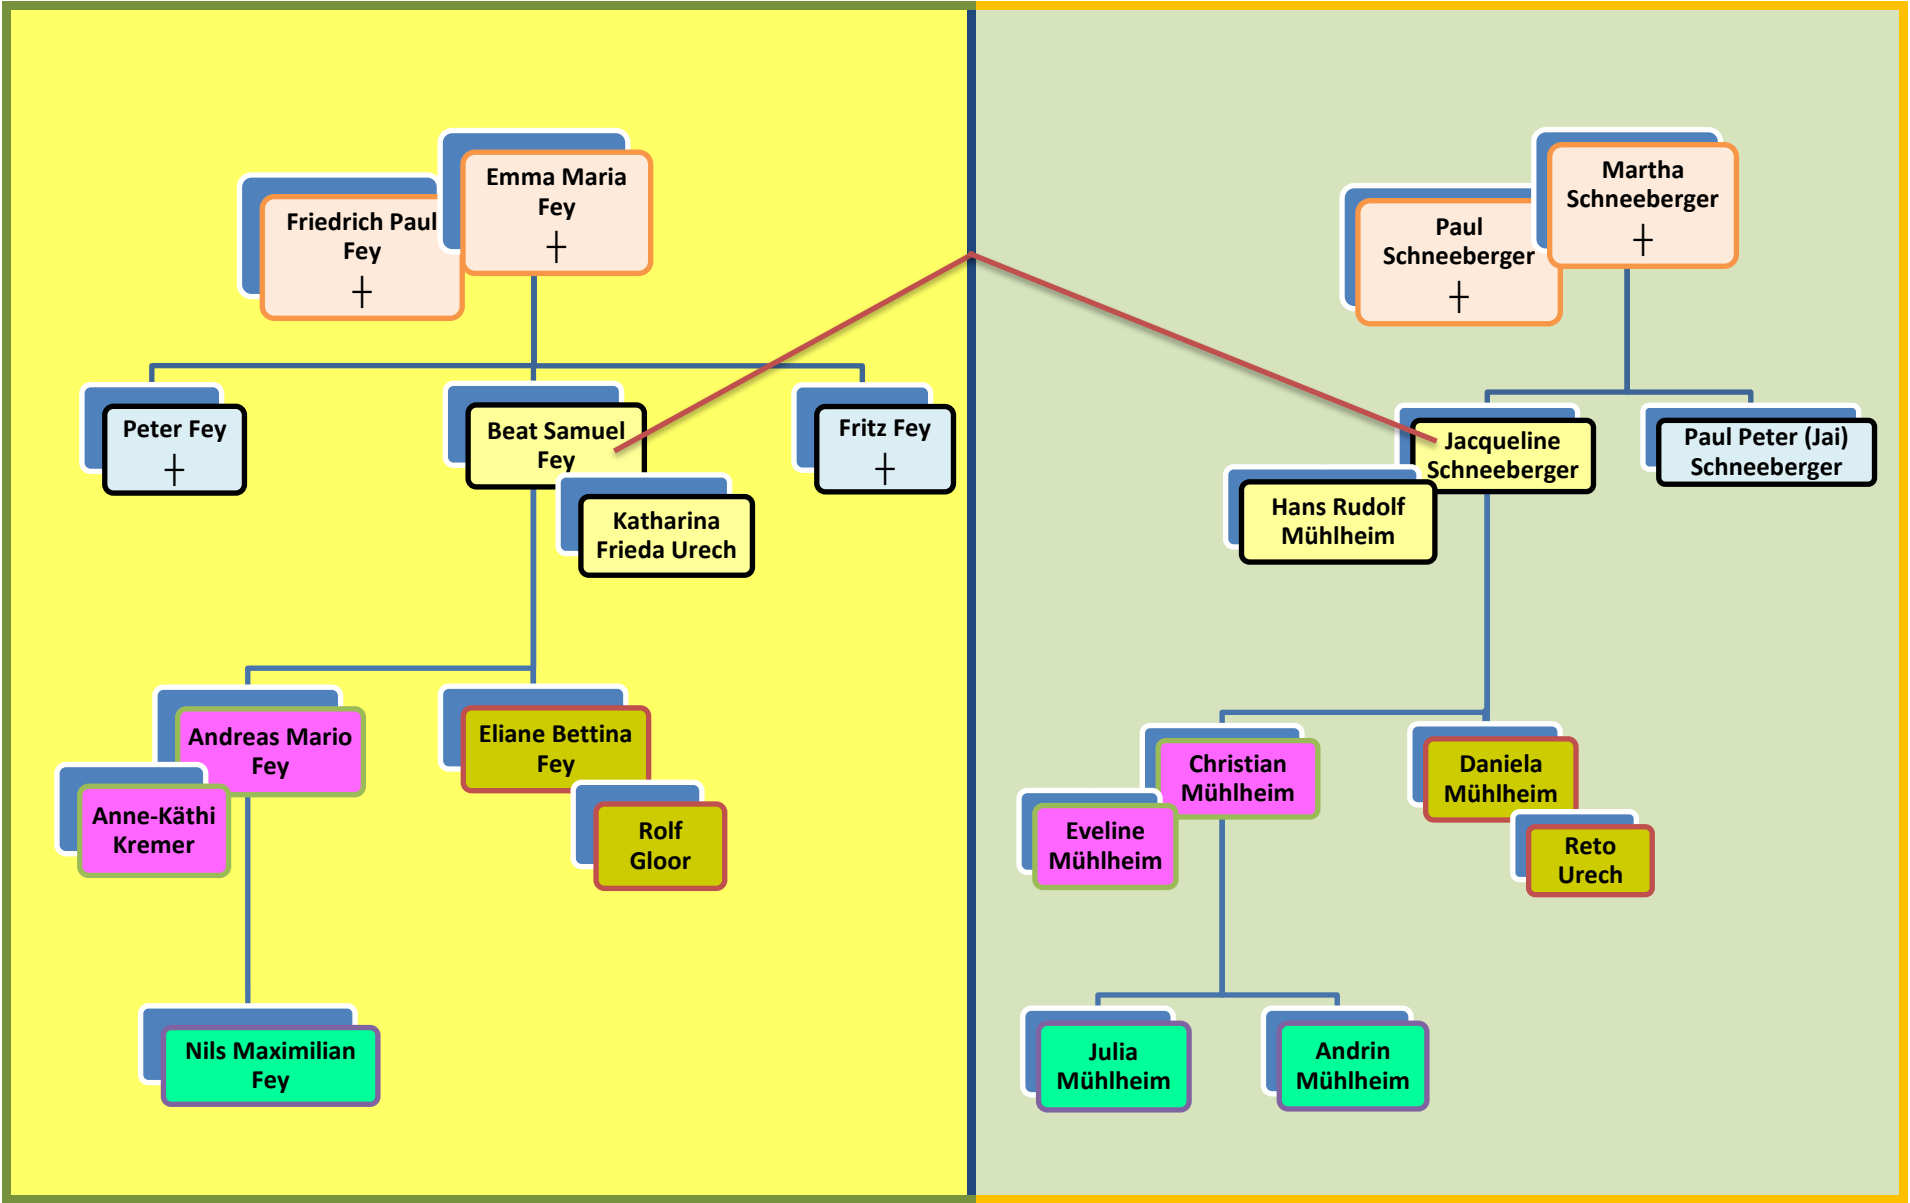 Emma Maria
Fey
┼
Friedrich Paul
Fey
┼
Peter Fey
┼
Beat Samuel
Fey
Katharina
Frieda Urech
Fritz Fey
┼
Andreas Mario
Fey
Anne-Käthi
Kremer
Eliane Bettina
Fey
Rolf
Gloor
Nils Maximilian
Fey
Martha
Schneeberger
┼
Paul
Schneeberger
┼
Jacqueline
Schneeberger
Hans Rudolf
Mühlheim
Paul Peter (Jai)
Schneeberger
Christian
Mühlheim
Eveline
Mühlheim
Daniela
Mühlheim
Reto
Urech
Julia
Mühlheim
Andrin
Mühlheim